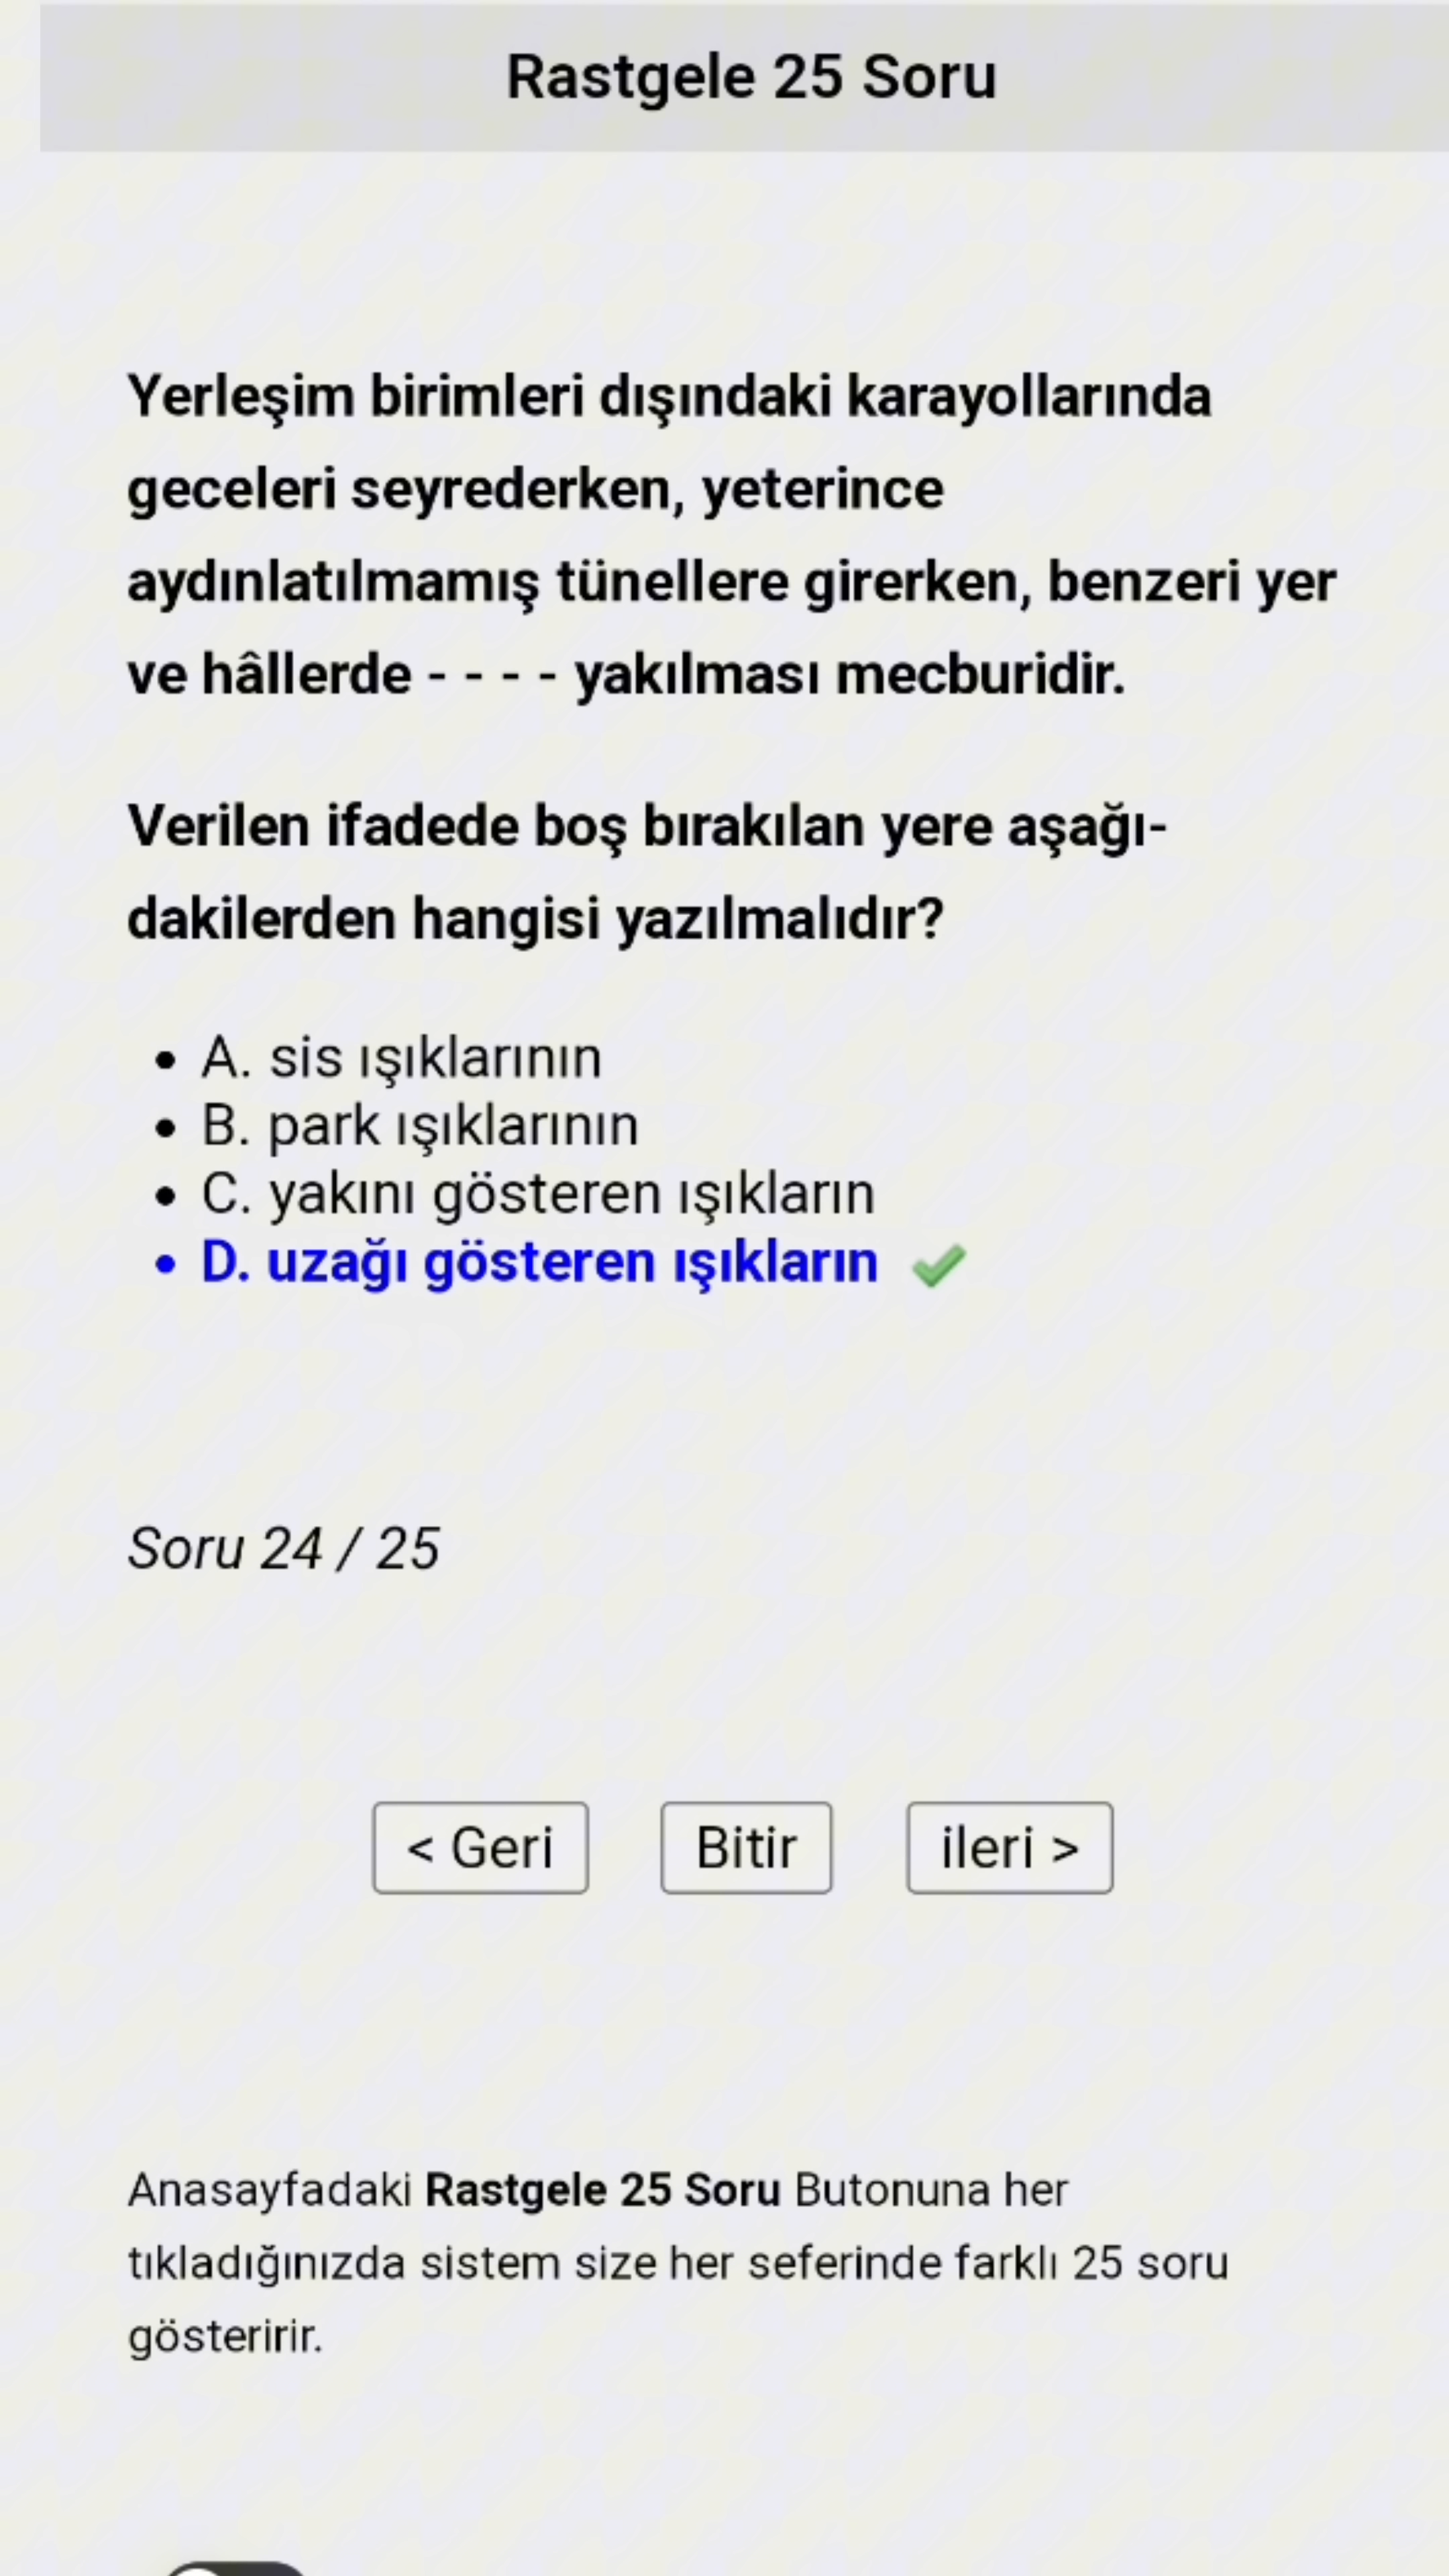 Rastgele 25 Soru
Yerleşim birimleri dışındaki karayollarında
geceleri seyrederken, yeterince
aydınlatılmamış tünellere girerken, benzeri yer
ve hâllerde - - - - yakılması mecburidir.
Verilen ifadede boş bırakılan yere aşağı-
dakilerden hangisi yazılmalıdır?
• A. sis ışıklarının
• B. park ışıklarının
• C. yakını gösteren ışıkların
• D. uzağı gösteren ışıkların
Soru 24 / 25
< Geri
Bitir
ileri >
Anasayfadaki Rastgele 25 Soru Butonuna her
tıkladığınızda sistem size her seferinde farklı 25 soru
gösteririr.